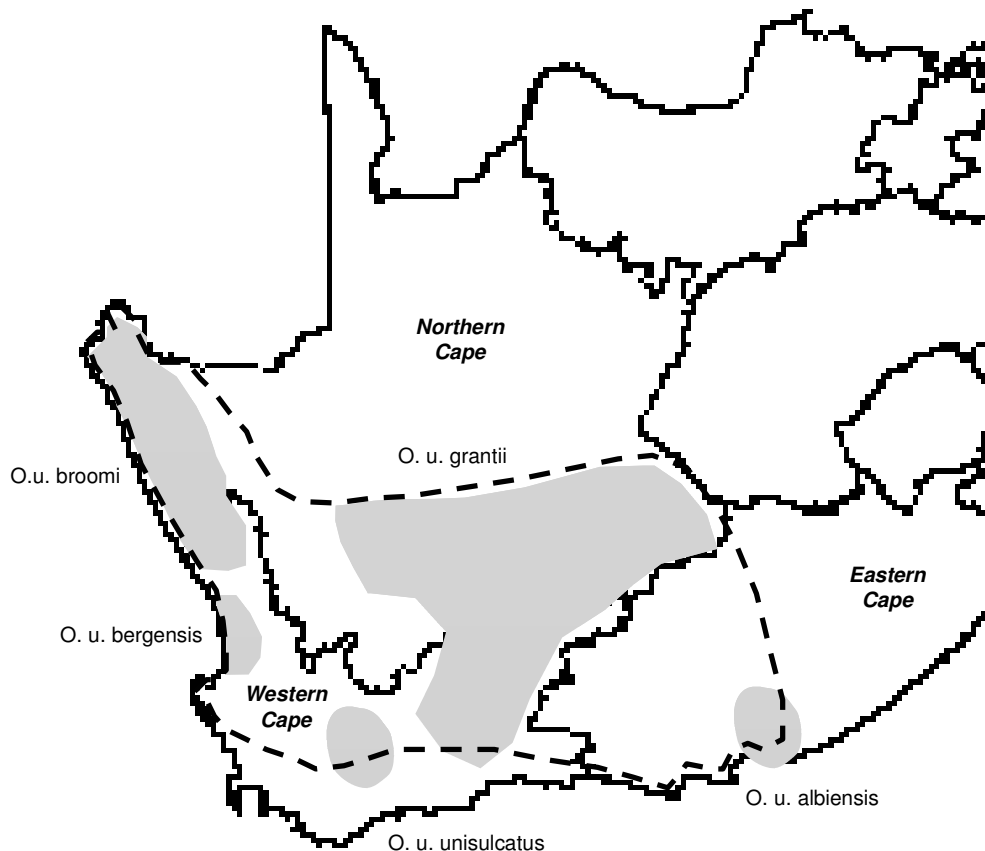 Northern
Cape
O. u. grantii
O.u. broomi
Eastern
Cape
O. u. bergensis
Western
Cape
O. u. albiensis
O. u. unisulcatus